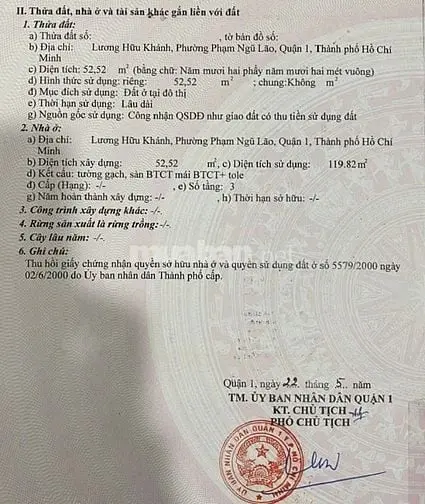 II. Thửa đất, nhà ở và tài sản khác gắn liền với đất
1. Thửa đất:
a) Thửa đất số: , tờ bản đồ số:
b) Địa chỉ: Lương Hữu Khánh, Phường Phạm Ngũ Lão, Quận 1, Thành phố Hồ Chí
Minh
c) Diện tích: 52,52 m² (bằng chữ: Năm mươi hai phẩy năm mươi hai mét vuông)
d) Hình thức sử dụng: riêng: 52,52 m² ; chung:Không m²
đ) Mục đích sử dụng: Đất ở tại đô thị
e) Thời hạn sử dụng: Lâu dài
g) Nguồn gốc sử dụng: Công nhận QSDĐ như giao đất có thu tiền sử dụng đất
2. Nhà ở:
a) Địa chỉ: Lương Hữu Khánh, Phường Phạm Ngũ Lão, Quận 1, Thành phố Hồ Chí
Minh
b) Diện tích xây dựng: 52,52 m², c) Diện tích sử dụng: 119.82 m²
d) Kết cấu: tường gạch, sàn BTCT mái BTCT+ tole
đ) Cấp (Hạng): -/- , e) Số tầng: 3
g) Năm hoàn thành xây dựng: -/- , h) Thời hạn sở hữu: -/-
3. Công trình xây dựng khác: -/-
4. Rừng sản xuất là rừng trồng:-/-
5. Cây lâu năm: -/-
6. Ghi chú:
Thu hồi giấy chứng nhận quyền sở hữu nhà ở và quyền sử dụng đất ở số 5579/2000 ngày
02/6/2000 do Ủy ban nhân dân Thành phố cấp.
Quận 1, ngày 22 tháng 5.. năm
TM. ỦY BAN NHÂN DÂN QUẬN 1
KT. CHỦ TỊCH
PHÓ CHỦ TỊCH
ỦY BAN NHÂN DÂN QUẬN 1 T.P HỒ CHÍ MINH